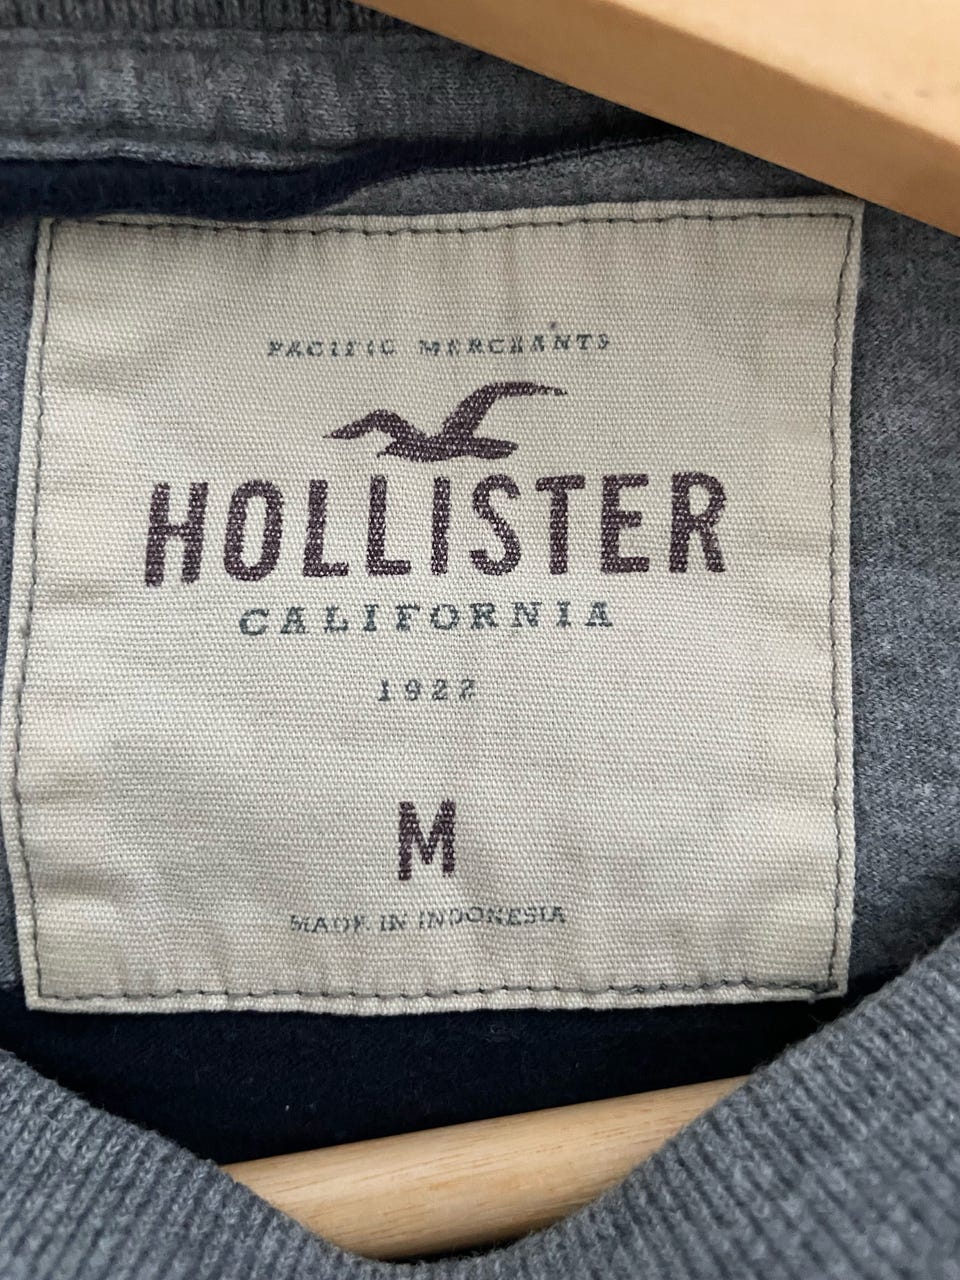 PACIFIC MERCHANTS
HOLLISTER
CALIFORNIA
1922
M
MADE IN INDONESIA